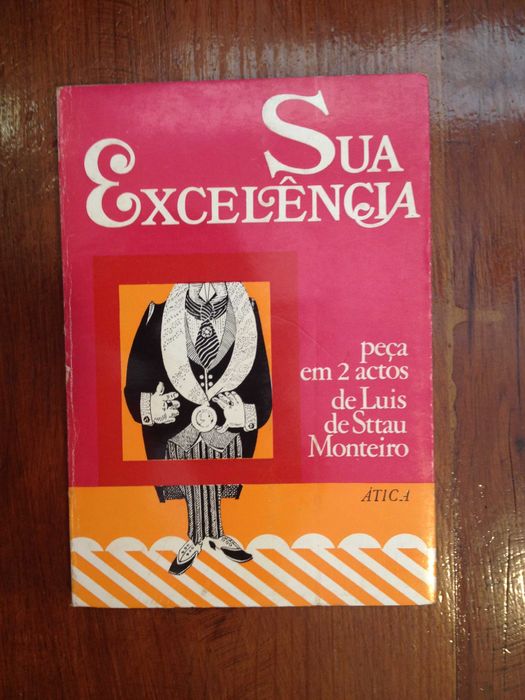 SUA
EXCELÊNCIA
peça
em 2 actos
de Luis
de Sttau
Monteiro
ÁTICA